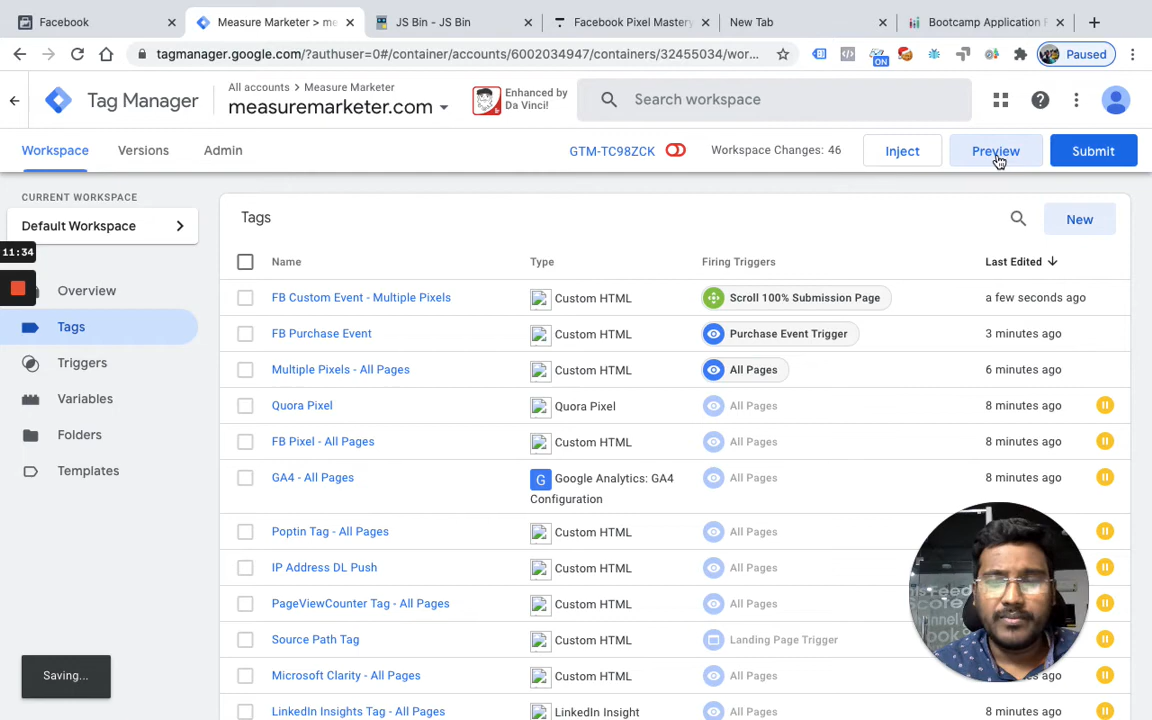 Facebook
Measure Marketer > me
JS Bin - JS Bin
Facebook Pixel Mastery
New Tab
Bootcamp Application F
tagmanager.google.com/?authuser=0#/container/accounts/6002034947/containers/32455034/wor...
ON
Paused
Tag Manager
All accounts > Measure Marketer
measuremarketer.com
Enhanced by
Da Vinci!
Search workspace
Workspace
Versions
Admin
GTM-TC98ZCK
Workspace Changes: 46
Inject
Preview
Submit
CURRENT WORKSPACE
Default Workspace
11:34
Overview
Tags
Triggers
Variables
Folders
Templates
Tags
New
Name Type Firing Triggers Last Edited
FB Custom Event - Multiple Pixels Custom HTML Scroll 100% Submission Page a few seconds ago
FB Purchase Event Custom HTML Purchase Event Trigger 3 minutes ago
Multiple Pixels - All Pages Custom HTML All Pages 6 minutes ago
Quora Pixel Quora Pixel All Pages 8 minutes ago
FB Pixel - All Pages Custom HTML All Pages 8 minutes ago
GA4 - All Pages G Google Analytics: GA4 All Pages 8 minutes ago
Configuration
Poptin Tag - All Pages Custom HTML All Pages
IP Address DL Push Custom HTML All Pages
PageViewCounter Tag - All Pages Custom HTML All Pages
Source Path Tag Custom HTML Landing Page Trigger
Microsoft Clarity - All Pages Custom HTML All Pages es ago
LinkedIn Insights Tag - All Pages LinkedIn Insight All Pages 8 minutes ago
Saving...